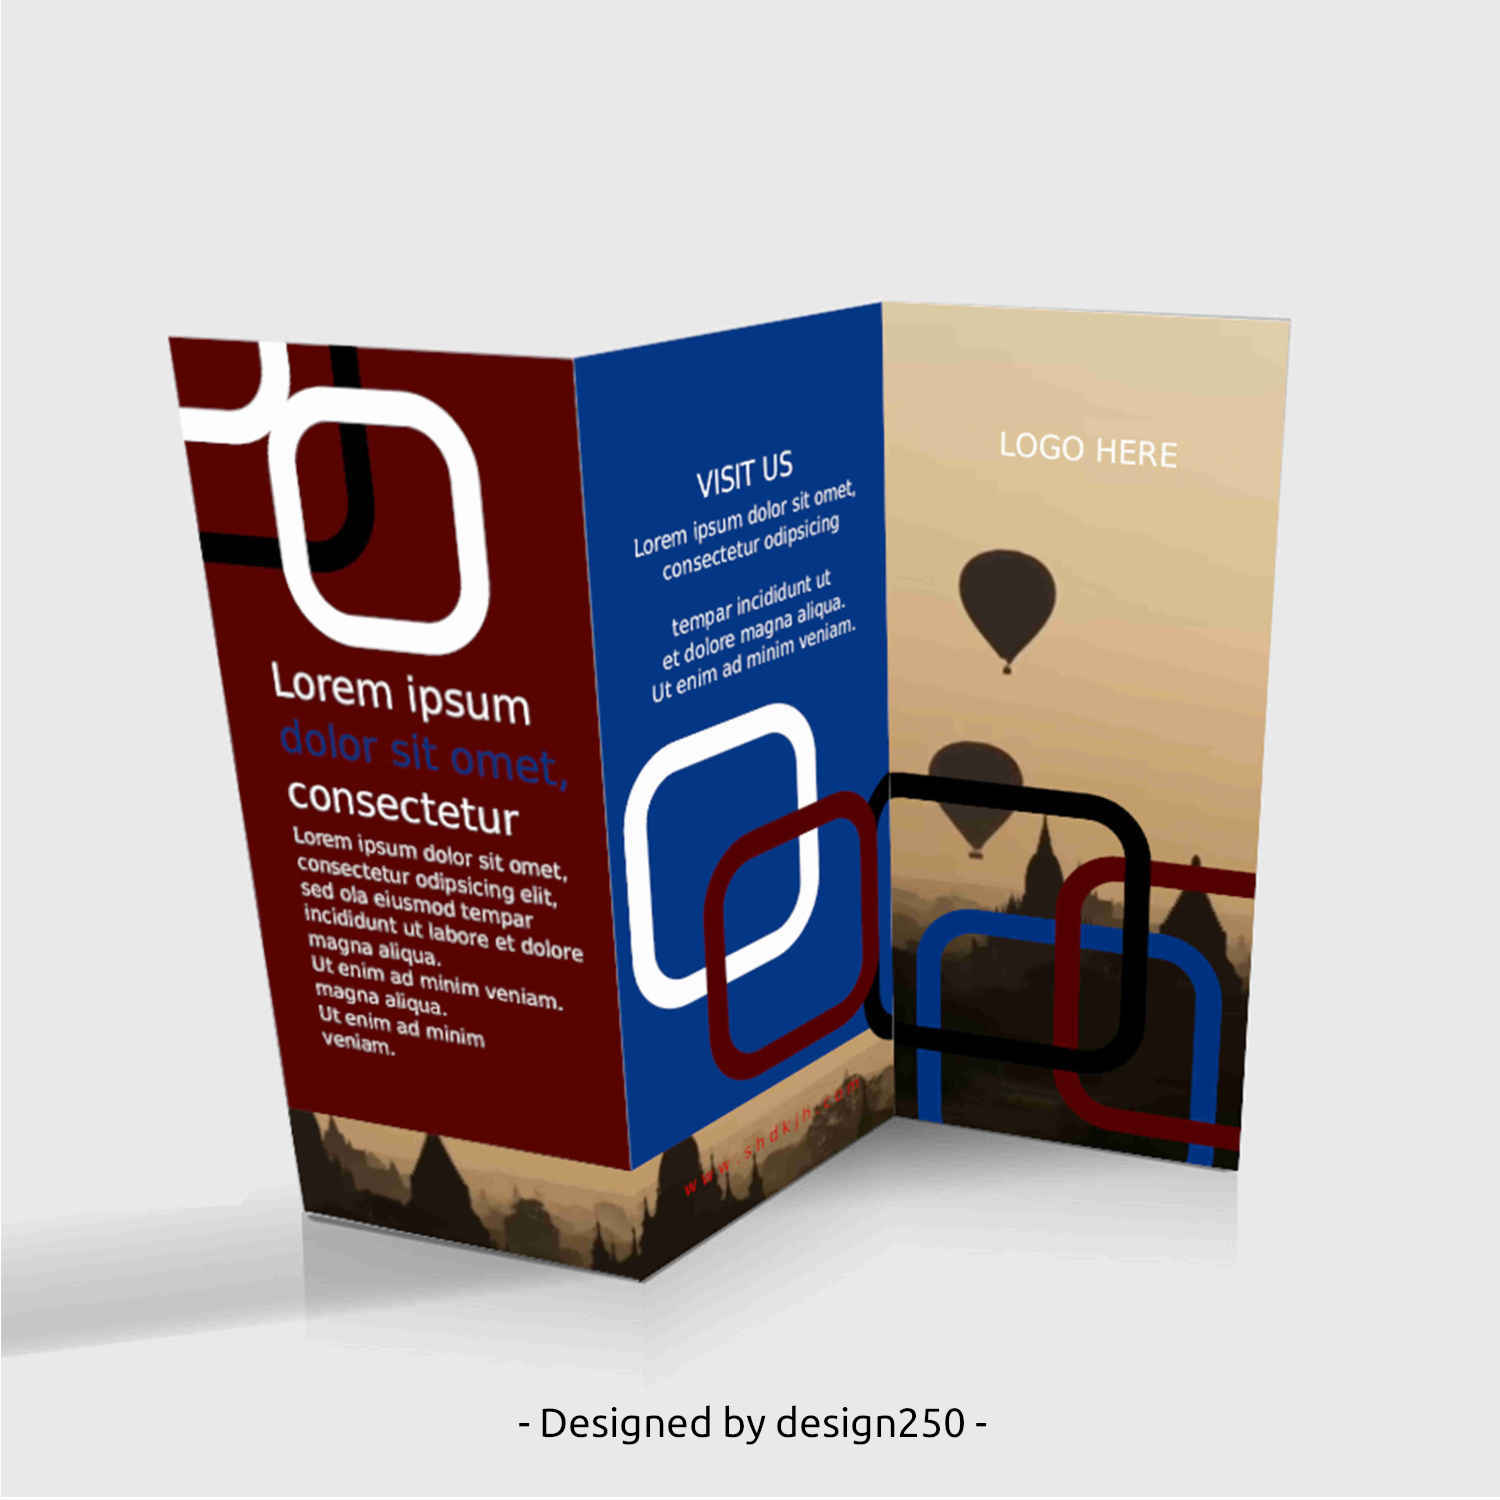 Lorem ipsum
dolor sit omet,
consectetur
Lorem ipsum dolor sit omet,
consectetur odipsicing elit,
sed ola eiusmod tempar
incididunt ut labore et dolore
magna aliqua.
Ut enim ad minim veniam.
magna aliqua.
Ut enim ad minim
veniam.
VISIT US
Lorem ipsum dolor sit omet,
consectetur odipsicing
tempar incididunt ut
et dolore magna aliqua.
Ut enim ad minim veniam.
www.shdkjh.com
LOGO HERE
- Designed by design250 -